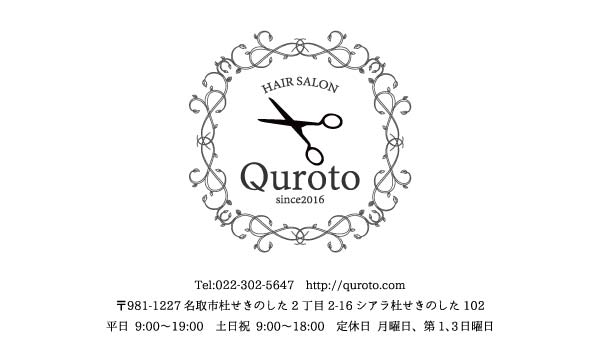 HAIR SALON
Quroto
since2016
Tel:022-302-5647　http://quroto.com
〒981-1227 名取市杜せきのした 2 丁目 2-16 シアラ杜せきのした 102
平日 9:00〜19:00　土日祝 9:00〜18:00　定休日 月曜日、第 1、3 日曜日